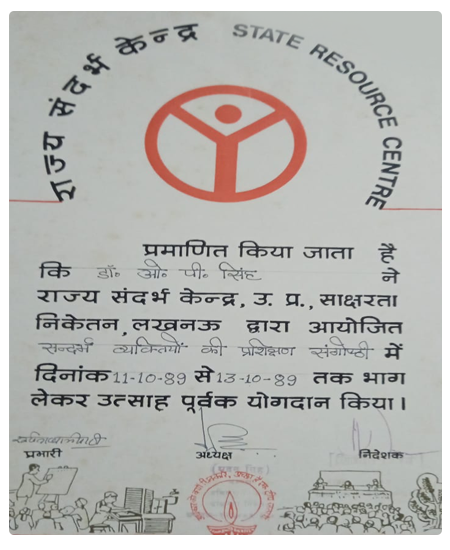 राज्य संदर्भ केन्द्र STATE RESOURCE CENTRE
प्रमाणित किया जाता है
कि डॉ॰ ओ॰ पी॰ सिंह ने
राज्य संदर्भ केन्द्र, उ. प्र., साक्षरता
निकेतन, लखनऊ द्वारा आयोजित
सन्दर्भ व्यक्तियों की प्रशिक्षण संगोष्ठी में
दिनांक 11-10-89 से 13-10-89 तक भाग
लेकर उत्साह पूर्वक योगदान किया।
प्रभारी अध्यक्ष निदेशक